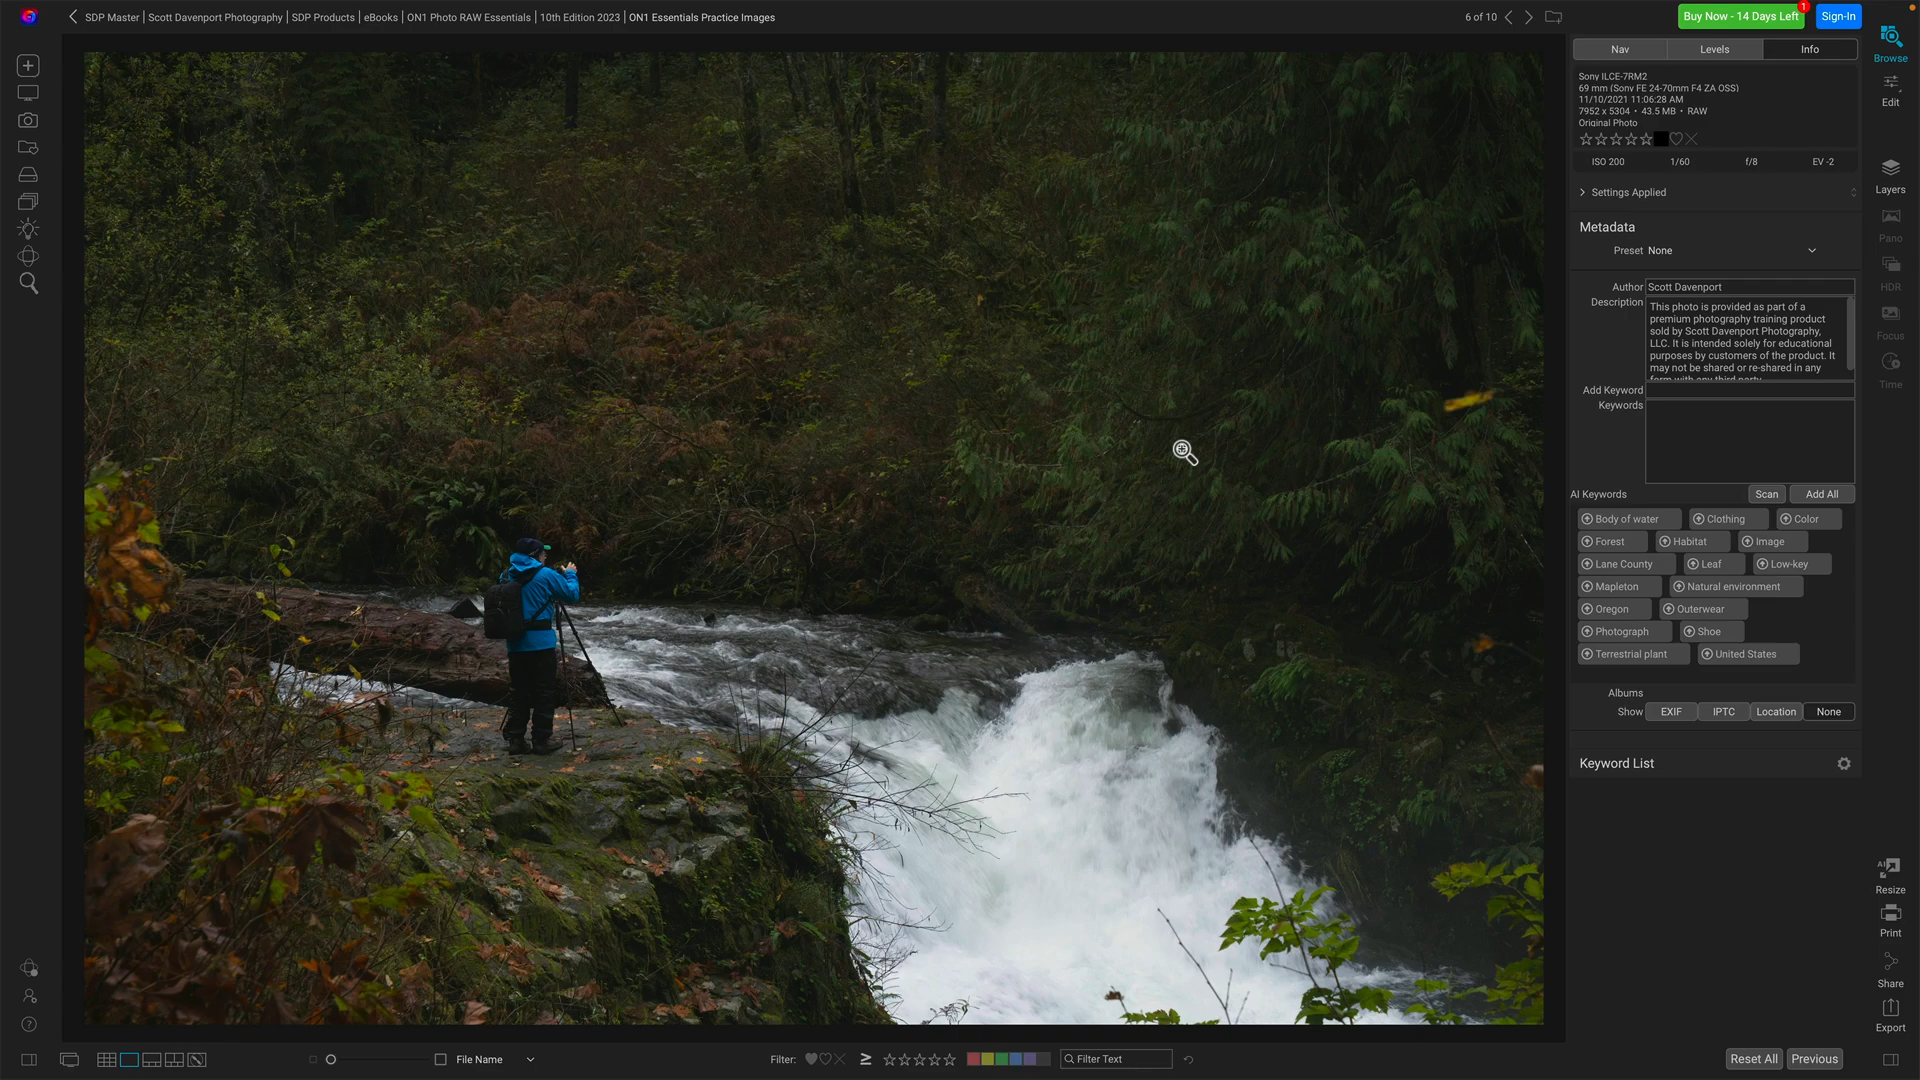 SDP Master | Scott Davenport Photography | SDP Products | eBooks | ON1 Photo RAW Essentials | 10th Edition 2023 | ON1 Essentials Practice Images
6 of 10
Buy Now - 14 Days Left
1
Sign-In
Nav
Levels
Info
Browse
Sony ILCE-7RM2
69 mm (Sony FE 24-70mm F4 ZA OSS)
11/10/2021 11:06:28 AM
7952 x 5304 • 43.5 MB • RAW
Original Photo
Edit
ISO 200
1/60
f/8
EV -2
Settings Applied
Layers
Metadata
Pano
Preset None
HDR
Author Scott Davenport
Description This photo is provided as part of a
premium photography training product
sold by Scott Davenport Photography,
LLC. It is intended solely for educational
purposes by customers of the product. It
may not be shared or re-shared in any
form with any third party.
Focus
Time
Add Keyword
Keywords
AI Keywords
Scan
Add All
Body of water
Clothing
Color
Forest
Habitat
Image
Lane County
Leaf
Low-key
Mapleton
Natural environment
Oregon
Outerwear
Photograph
Shoe
Terrestrial plant
United States
Albums
Show EXIF IPTC Location None
Keyword List
AI
Resize
Print
Share
Export
?
File Name
Filter:
Filter Text
Reset All
Previous